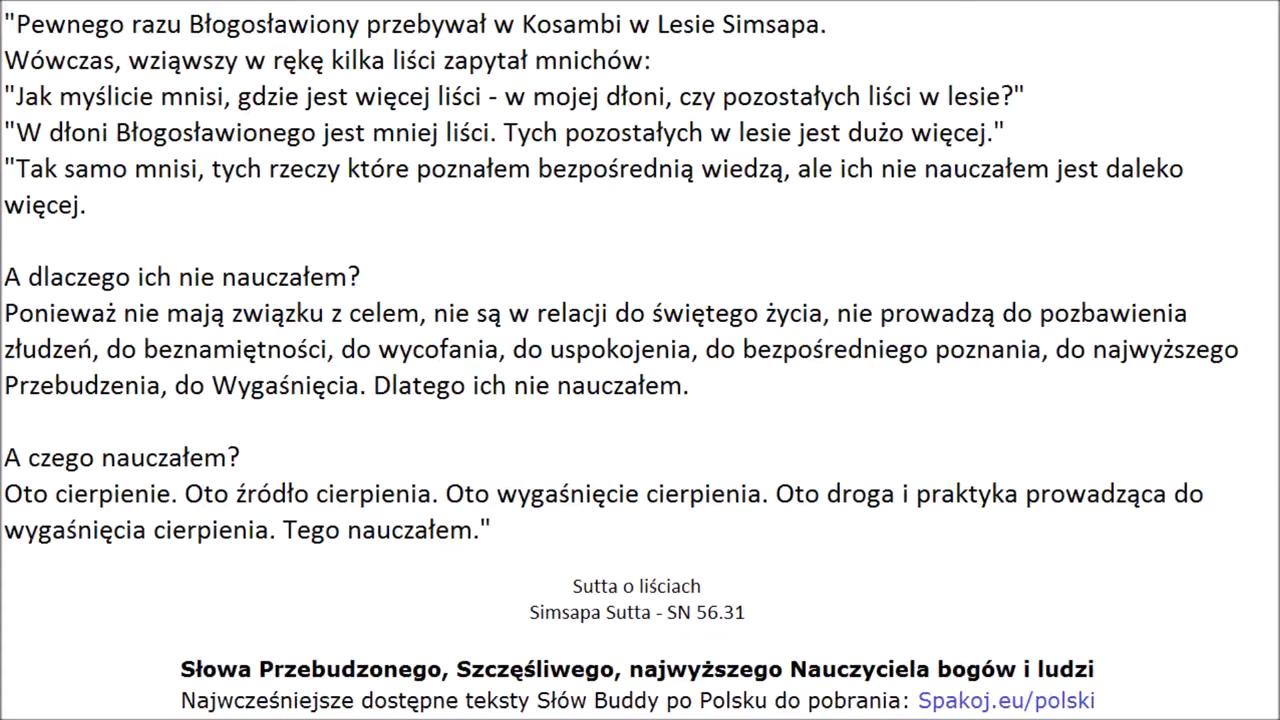 "Pewnego razu Błogosławiony przebywał w Kosambi w Lesie Simsapa.
Wówczas, wziąwszy w rękę kilka liści zapytał mnichów:
"Jak myślicie mnisi, gdzie jest więcej liści - w mojej dłoni, czy pozostałych liści w lesie?"
"W dłoni Błogosławionego jest mniej liści. Tych pozostałych w lesie jest dużo więcej."
"Tak samo mnisi, tych rzeczy które poznałem bezpośrednią wiedzą, ale ich nie nauczałem jest daleko
więcej.
A dlaczego ich nie nauczałem?
Ponieważ nie mają związku z celem, nie są w relacji do świętego życia, nie prowadzą do pozbawienia
złudzeń, do beznamiętności, do wycofania, do uspokojenia, do bezpośredniego poznania, do najwyższego
Przebudzenia, do Wygaśnięcia. Dlatego ich nie nauczałem.
A czego nauczałem?
Oto cierpienie. Oto źródło cierpienia. Oto wygaśnięcie cierpienia. Oto droga i praktyka prowadząca do
wygaśnięcia cierpienia. Tego nauczałem."
Sutta o liściach
Simsapa Sutta - SN 56.31
Słowa Przebudzonego, Szczęśliwego, najwyższego Nauczyciela bogów i ludzi
Najwcześniejsze dostępne teksty Słów Buddy po Polsku do pobrania: Spakoj.eu/polski